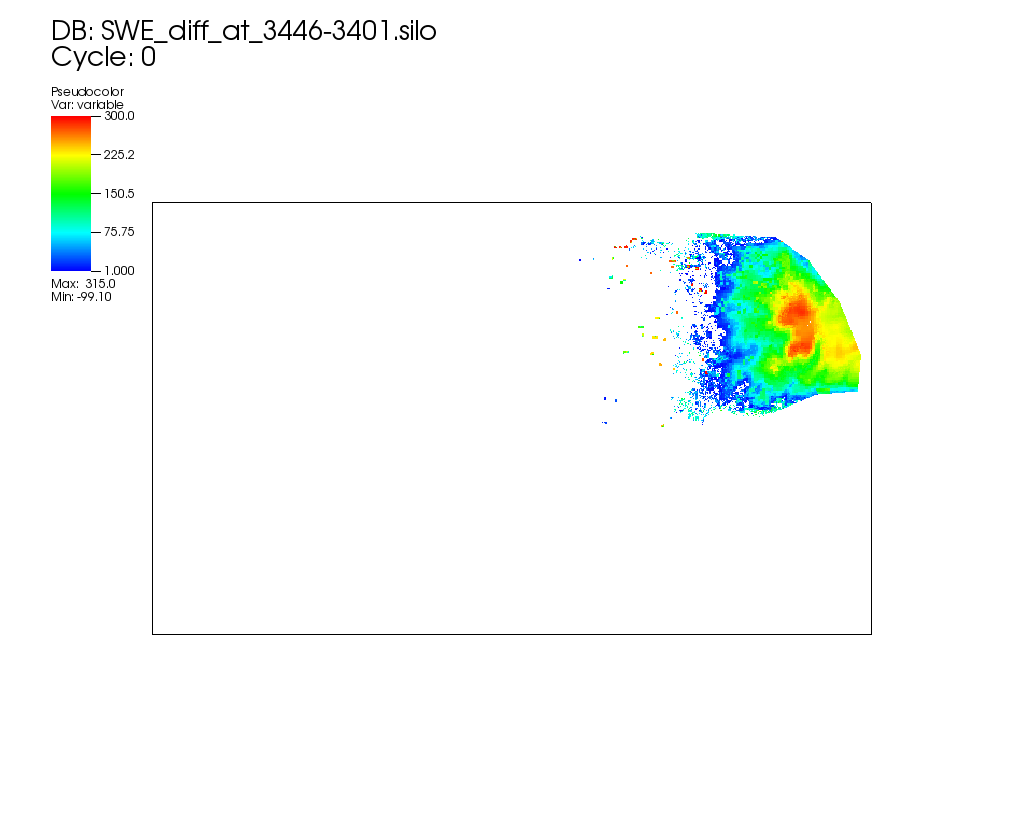 DB: SWE_diff_at_3446-3401.silo
Cycle: 0
Pseudocolor
Var: variable
300.0
225.2
150.5
75.75
1.000
Max: 315.0
Min: -99.10